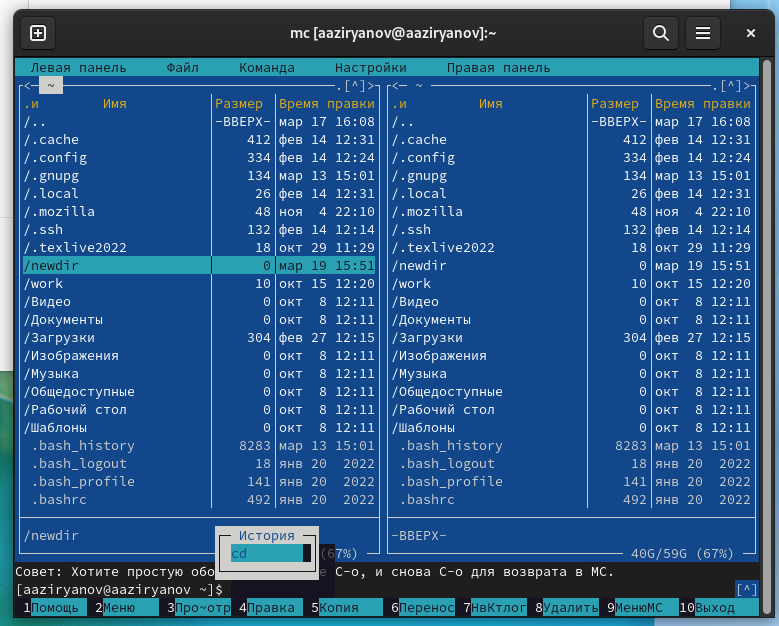 mc [aaziryanov@aaziryanov]:~
Левая панель Файл Команда Настройки Правая панель
<- ~ .[^]> <- ~ .[^]>
.и Имя Размер Время правки .и Имя Размер Время правки
/.. -ВВЕРХ- мар 17 16:08 /.. -ВВЕРХ- мар 17 16:08
/.cache 412 фев 14 12:31 /.cache 412 фев 14 12:31
/.config 334 фев 14 12:24 /.config 334 фев 14 12:24
/.gnupg 134 мар 13 15:01 /.gnupg 134 мар 13 15:01
/.local 26 фев 14 12:31 /.local 26 фев 14 12:31
/.mozilla 48 ноя 4 22:10 /.mozilla 48 ноя 4 22:10
/.ssh 132 фев 14 12:14 /.ssh 132 фев 14 12:14
/.texlive2022 18 окт 29 11:29 /.texlive2022 18 окт 29 11:29
/newdir 0 мар 19 15:51 /newdir 0 мар 19 15:51
/work 10 окт 15 12:20 /work 10 окт 15 12:20
/Видео 0 окт 8 12:11 /Видео 0 окт 8 12:11
/Документы 0 окт 8 12:11 /Документы 0 окт 8 12:11
/Загрузки 304 фев 27 12:15 /Загрузки 304 фев 27 12:15
/Изображения 0 окт 8 12:11 /Изображения 0 окт 8 12:11
/Музыка 0 окт 8 12:11 /Музыка 0 окт 8 12:11
/Общедоступные 0 окт 8 12:11 /Общедоступные 0 окт 8 12:11
/Рабочий стол 0 окт 8 12:11 /Рабочий стол 0 окт 8 12:11
/Шаблоны 0 окт 8 12:11 /Шаблоны 0 окт 8 12:11
.bash_history 8283 мар 13 15:01 .bash_history 8283 мар 13 15:01
.bash_logout 18 янв 20 2022 .bash_logout 18 янв 20 2022
.bash_profile 141 янв 20 2022 .bash_profile 141 янв 20 2022
.bashrc 492 янв 20 2022 .bashrc 492 янв 20 2022
/newdir История -ВВЕРХ-
cd (67%) 40G/59G (67%)
Совет: Хотите простую обо е C-o, и снова C-o для возврата в MC.
[aaziryanov@aaziryanov ~]$ [^]
1Помощь 2Меню 3Про~отр 4Правка 5Копия 6Перенос 7НвКтлог 8Удалить 9МенюMC 10Выход